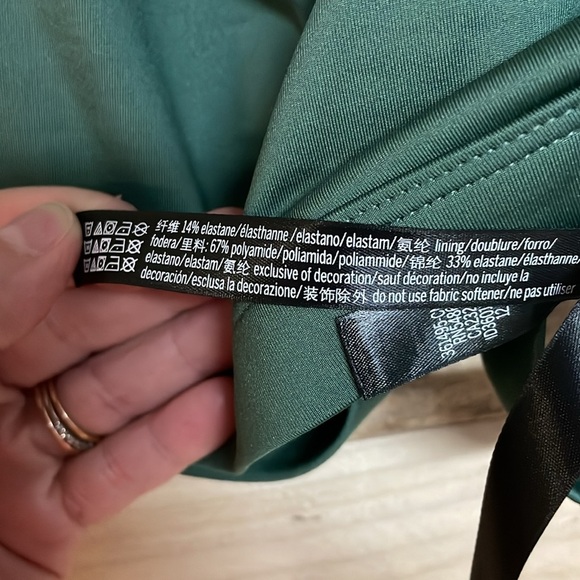 纤维 14% elastane/élasthanne/elastano/elastam/氨纶 lining/doublure/forro/
fodera/里料: 67% polyamide/poliamida/poliammide/锦纶 33% elastane/élasthanne/
elastano/elastam/氨纶 exclusive of decoration/sauf décoration/no incluye la
decoración/esclusa la decorazione/装饰除外 do not use fabric softener/ne pas utiliser